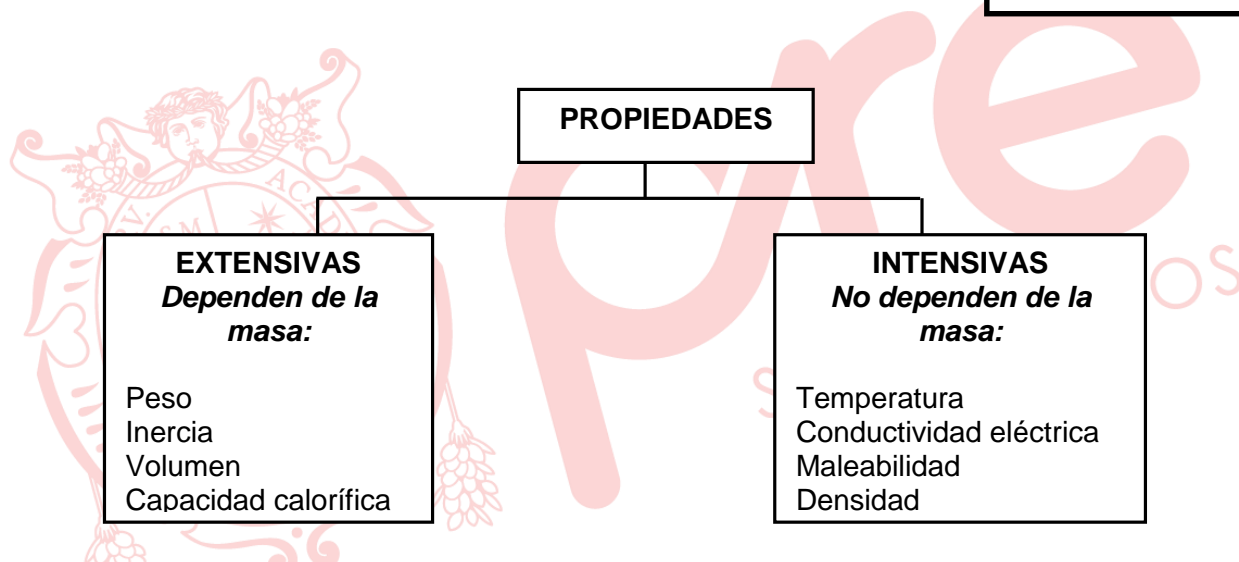 PROPIEDADES
EXTENSIVAS
Dependen de la
masa:
Peso
Inercia
Volumen
Capacidad calorífica
INTENSIVAS
No dependen de la
masa:
Temperatura
Conductividad eléctrica
Maleabilidad
Densidad
pre